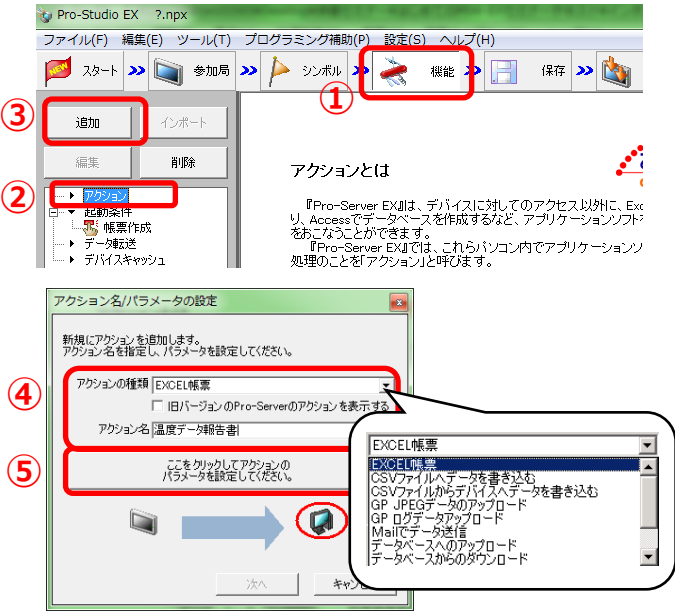 Pro-Studio EX ?.npx
ファイル(F) 編集(E) ツール(T) プログラミング補助(P) 設定(S) ヘルプ(H)
NEW スタート 参加局 シンボル 機能 保存
①
③
追加 インポート
編集 削除
②
アクション
起動条件
帳票作成
データ転送
デバイスキャッシュ
アクションとは
『Pro-Server EX』は、デバイスに対してのアクセス以外に、Exc
り、Accessでデータベースを作成するなど、アプリケーションソフト
をおこなうことができます。
『Pro-Server EX』では、これらパソコン内でアプリケーションソ
処理のことを「アクション」と呼びます。
アクション名/パラメータの設定
新規にアクションを追加します。
アクション名を指定し、パラメータを設定してください。
④
アクションの種類 EXCEL帳票
旧バージョンのPro-Serverのアクションを表示する
アクション名 温度データ報告書
⑤
ここをクリックしてアクションの
パラメータを設定してください。
次へ キャン
EXCEL帳票
EXCEL帳票
CSVファイルへデータを書き込む
CSVファイルからデバイスへデータを書き込む
GP JPEGデータのアップロード
GP ログデータアップロード
Mailでデータ送信
データベースへのアップロード
データベースからのダウンロード